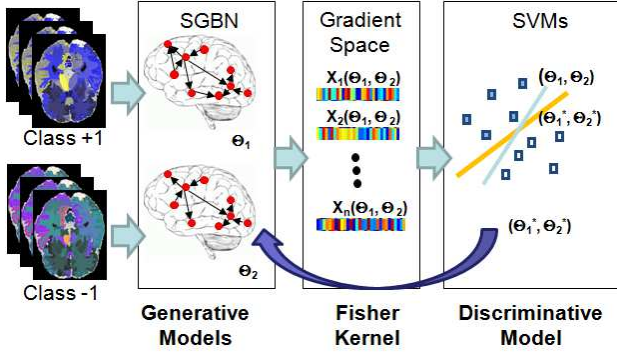 SGBN
Gradient
Space
SVMs
Class +1
Θ₁
Class -1
Θ₂
X₁(Θ₁, Θ₂)
X₂(Θ₁, Θ₂)
Xₙ(Θ₁, Θ₂)
(Θ₁, Θ₂)
(Θ₁*, Θ₂*)
(Θ₁*, Θ₂*)
Generative
Models
Fisher
Kernel
Discriminative
Model